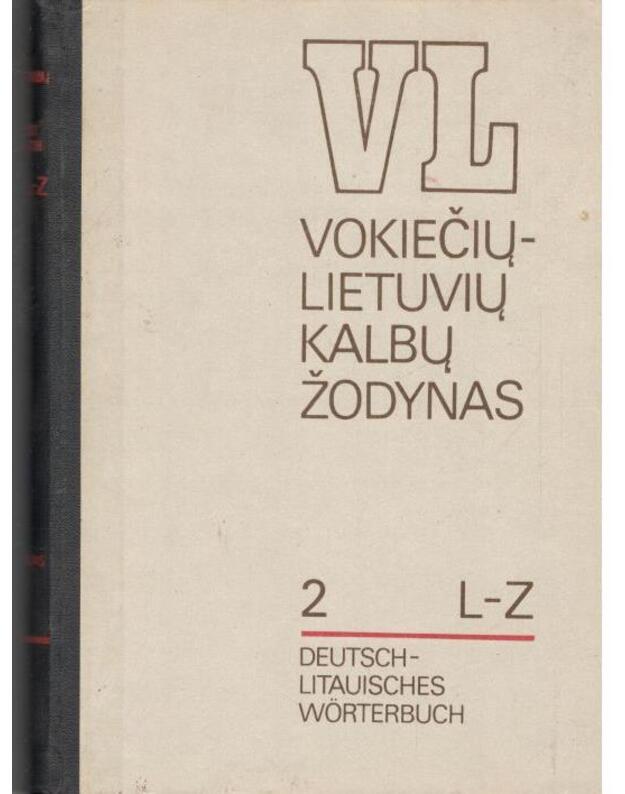 VL
VOKIEČIŲ-
LIETUVIŲ
KALBŲ
ŽODYNAS
2 L-Z
DEUTSCH-
LITAUISCHES
WÖRTERBUCH